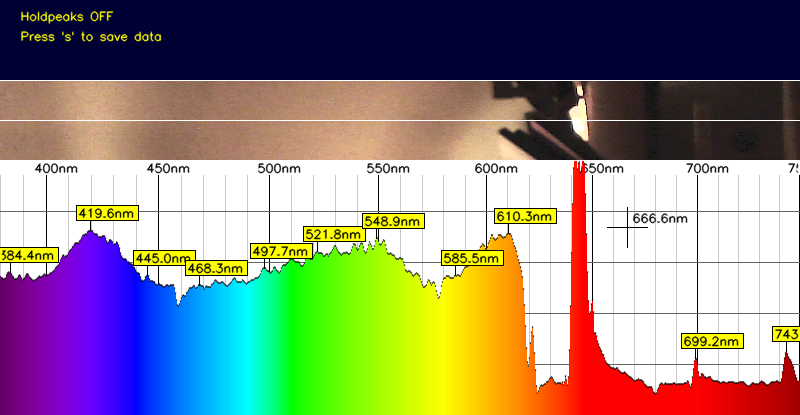 Holdpeaks OFF
Press 's' to save data
400nm 450nm 500nm 550nm 600nm 650nm 700nm
419.6nm
548.9nm
610.3nm
666.6nm
521.8nm
384.4nm 445.0nm 497.7nm
585.5nm
468.3nm
743
699.2nm